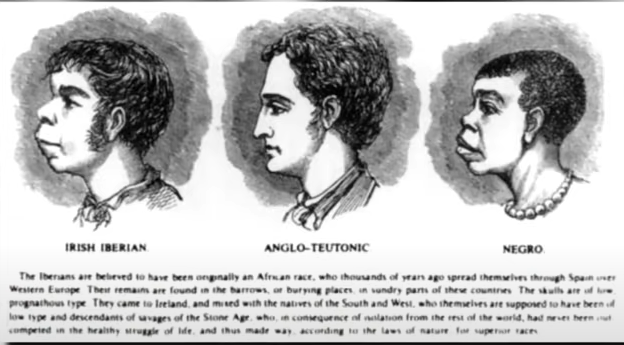 IRISH IBERIAN. ANGLO-TEUTONIC NEGRO.
The Iberians are believed to have been originally an African race, who thousands of years ago spread themselves through Spain over
Western Europe. Their remains are found in the barrows, or burying places, in sundry parts of these countries. The skulls are of low,
prognathous type. They came to Ireland, and mixed with the natives of the South and West, who themselves are supposed to have been of
low type and descendants of savages of the Stone Age, who, in consequence of isolation from the rest of the world, had never been out-
competed in the healthy struggle of life, and thus made way, according to the laws of nature, for superior races.